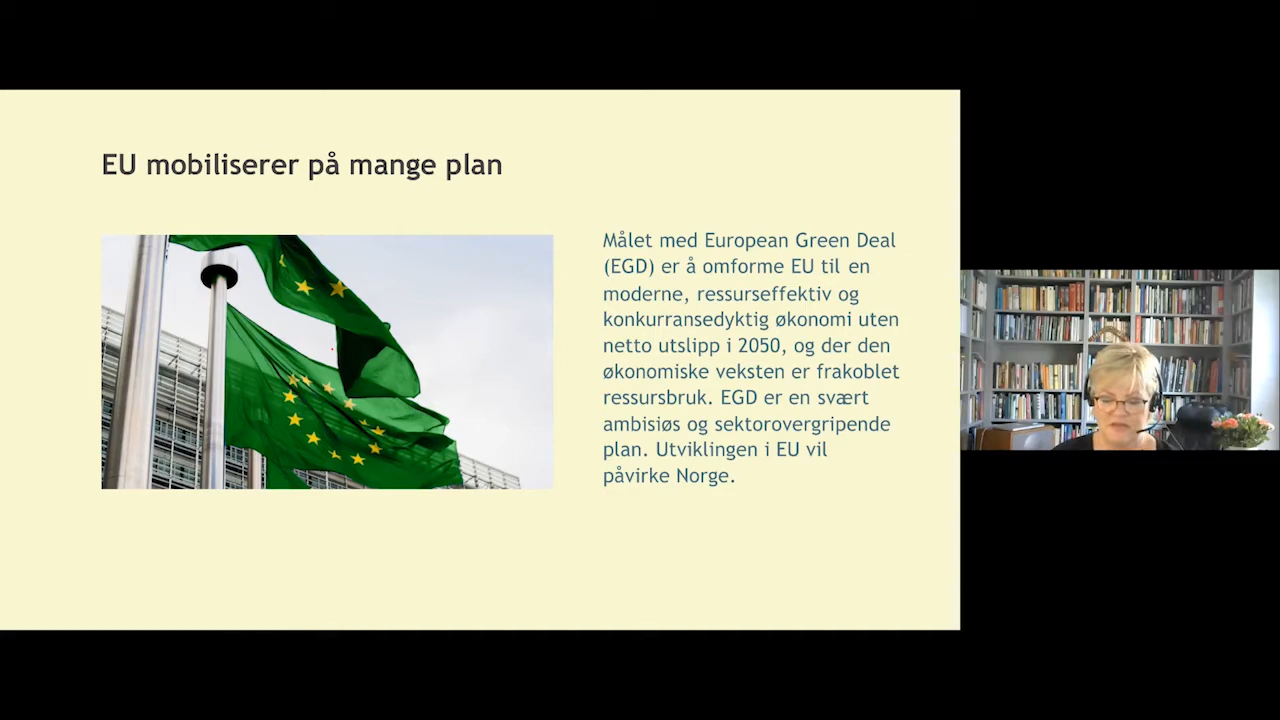 EU mobiliserer på mange plan
Målet med European Green Deal
(EGD) er å omforme EU til en
moderne, ressurseffektiv og
konkurransedyktig økonomi uten
netto utslipp i 2050, og der den
økonomiske veksten er frakoblet
ressursbruk. EGD er en svært
ambisiøs og sektorovergripende
plan. Utviklingen i EU vil
påvirke Norge.